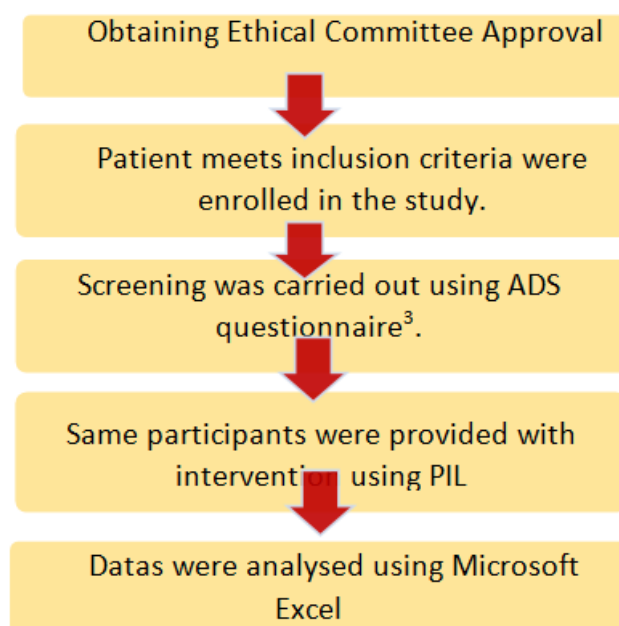 Obtaining Ethical Committee Approval
Patient meets inclusion criteria were
enrolled in the study.
Screening was carried out using ADS
questionnaire³.
Same participants were provided with
intervention using PIL
Datas were analysed using Microsoft
Excel